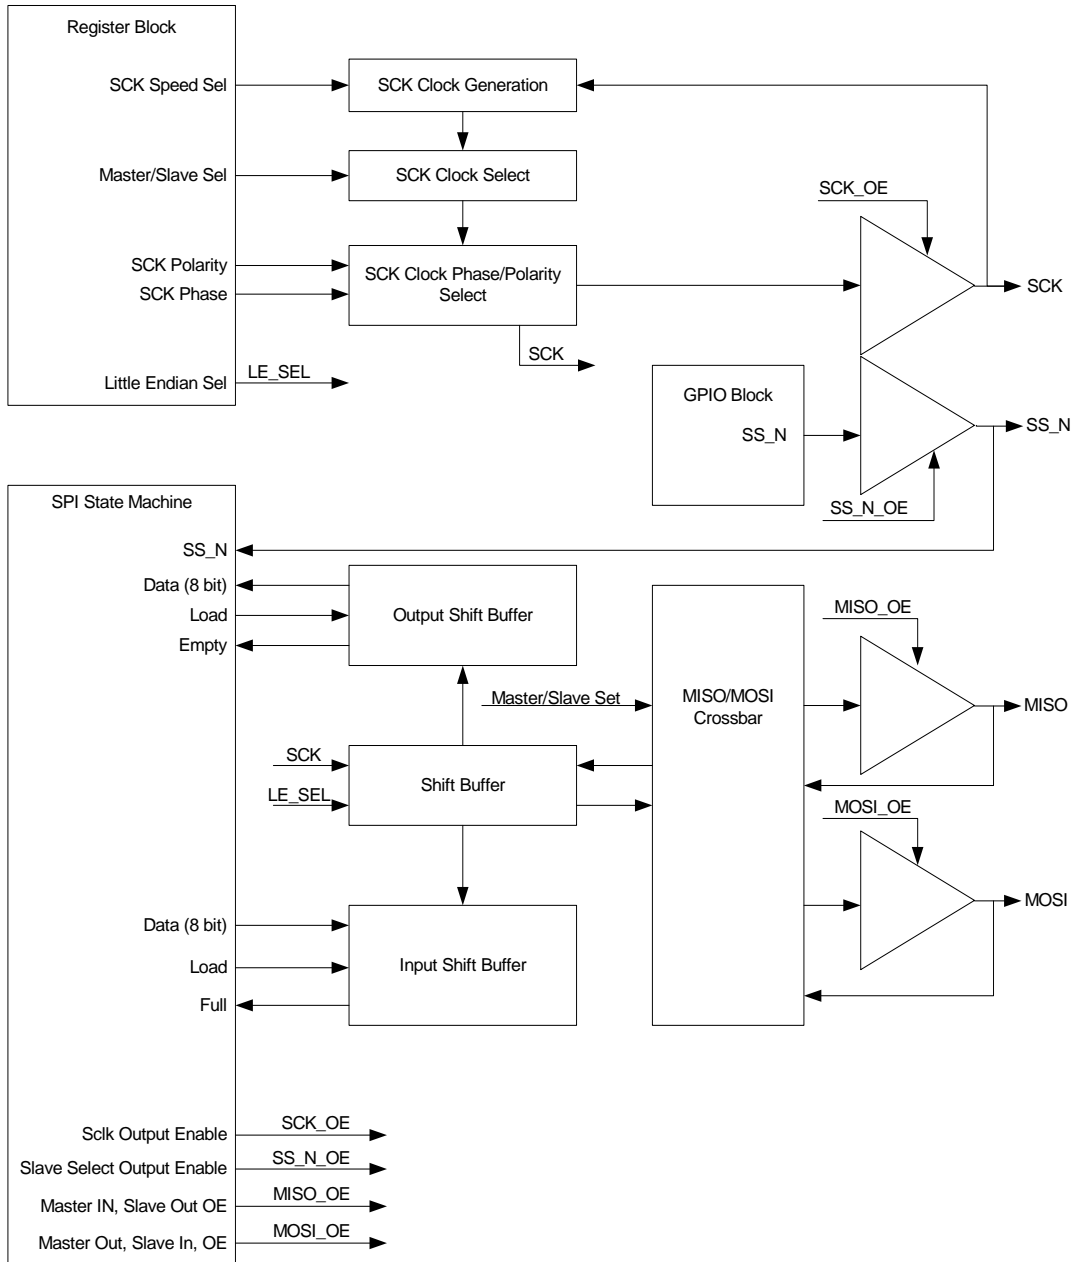 Register Block
SCK Speed Sel
SCK Clock Generation
Master/Slave Sel
SCK Clock Select
SCK_OE
SCK Polarity
SCK Phase
SCK Clock Phase/Polarity
Select
SCK
SCK
Little Endian Sel
LE_SEL
GPIO Block
SS_N
SS_N
SS_N_OE
SPI State Machine
SS_N
Data (8 bit)
Load
Empty
Output Shift Buffer
MISO_OE
Master/Slave Set
MISO/MOSI
Crossbar
MISO
SCK
LE_SEL
Shift Buffer
MOSI_OE
MOSI
Data (8 bit)
Load
Full
Input Shift Buffer
Sclk Output Enable
SCK_OE
Slave Select Output Enable
SS_N_OE
Master IN, Slave Out OE
MISO_OE
Master Out, Slave In, OE
MOSI_OE